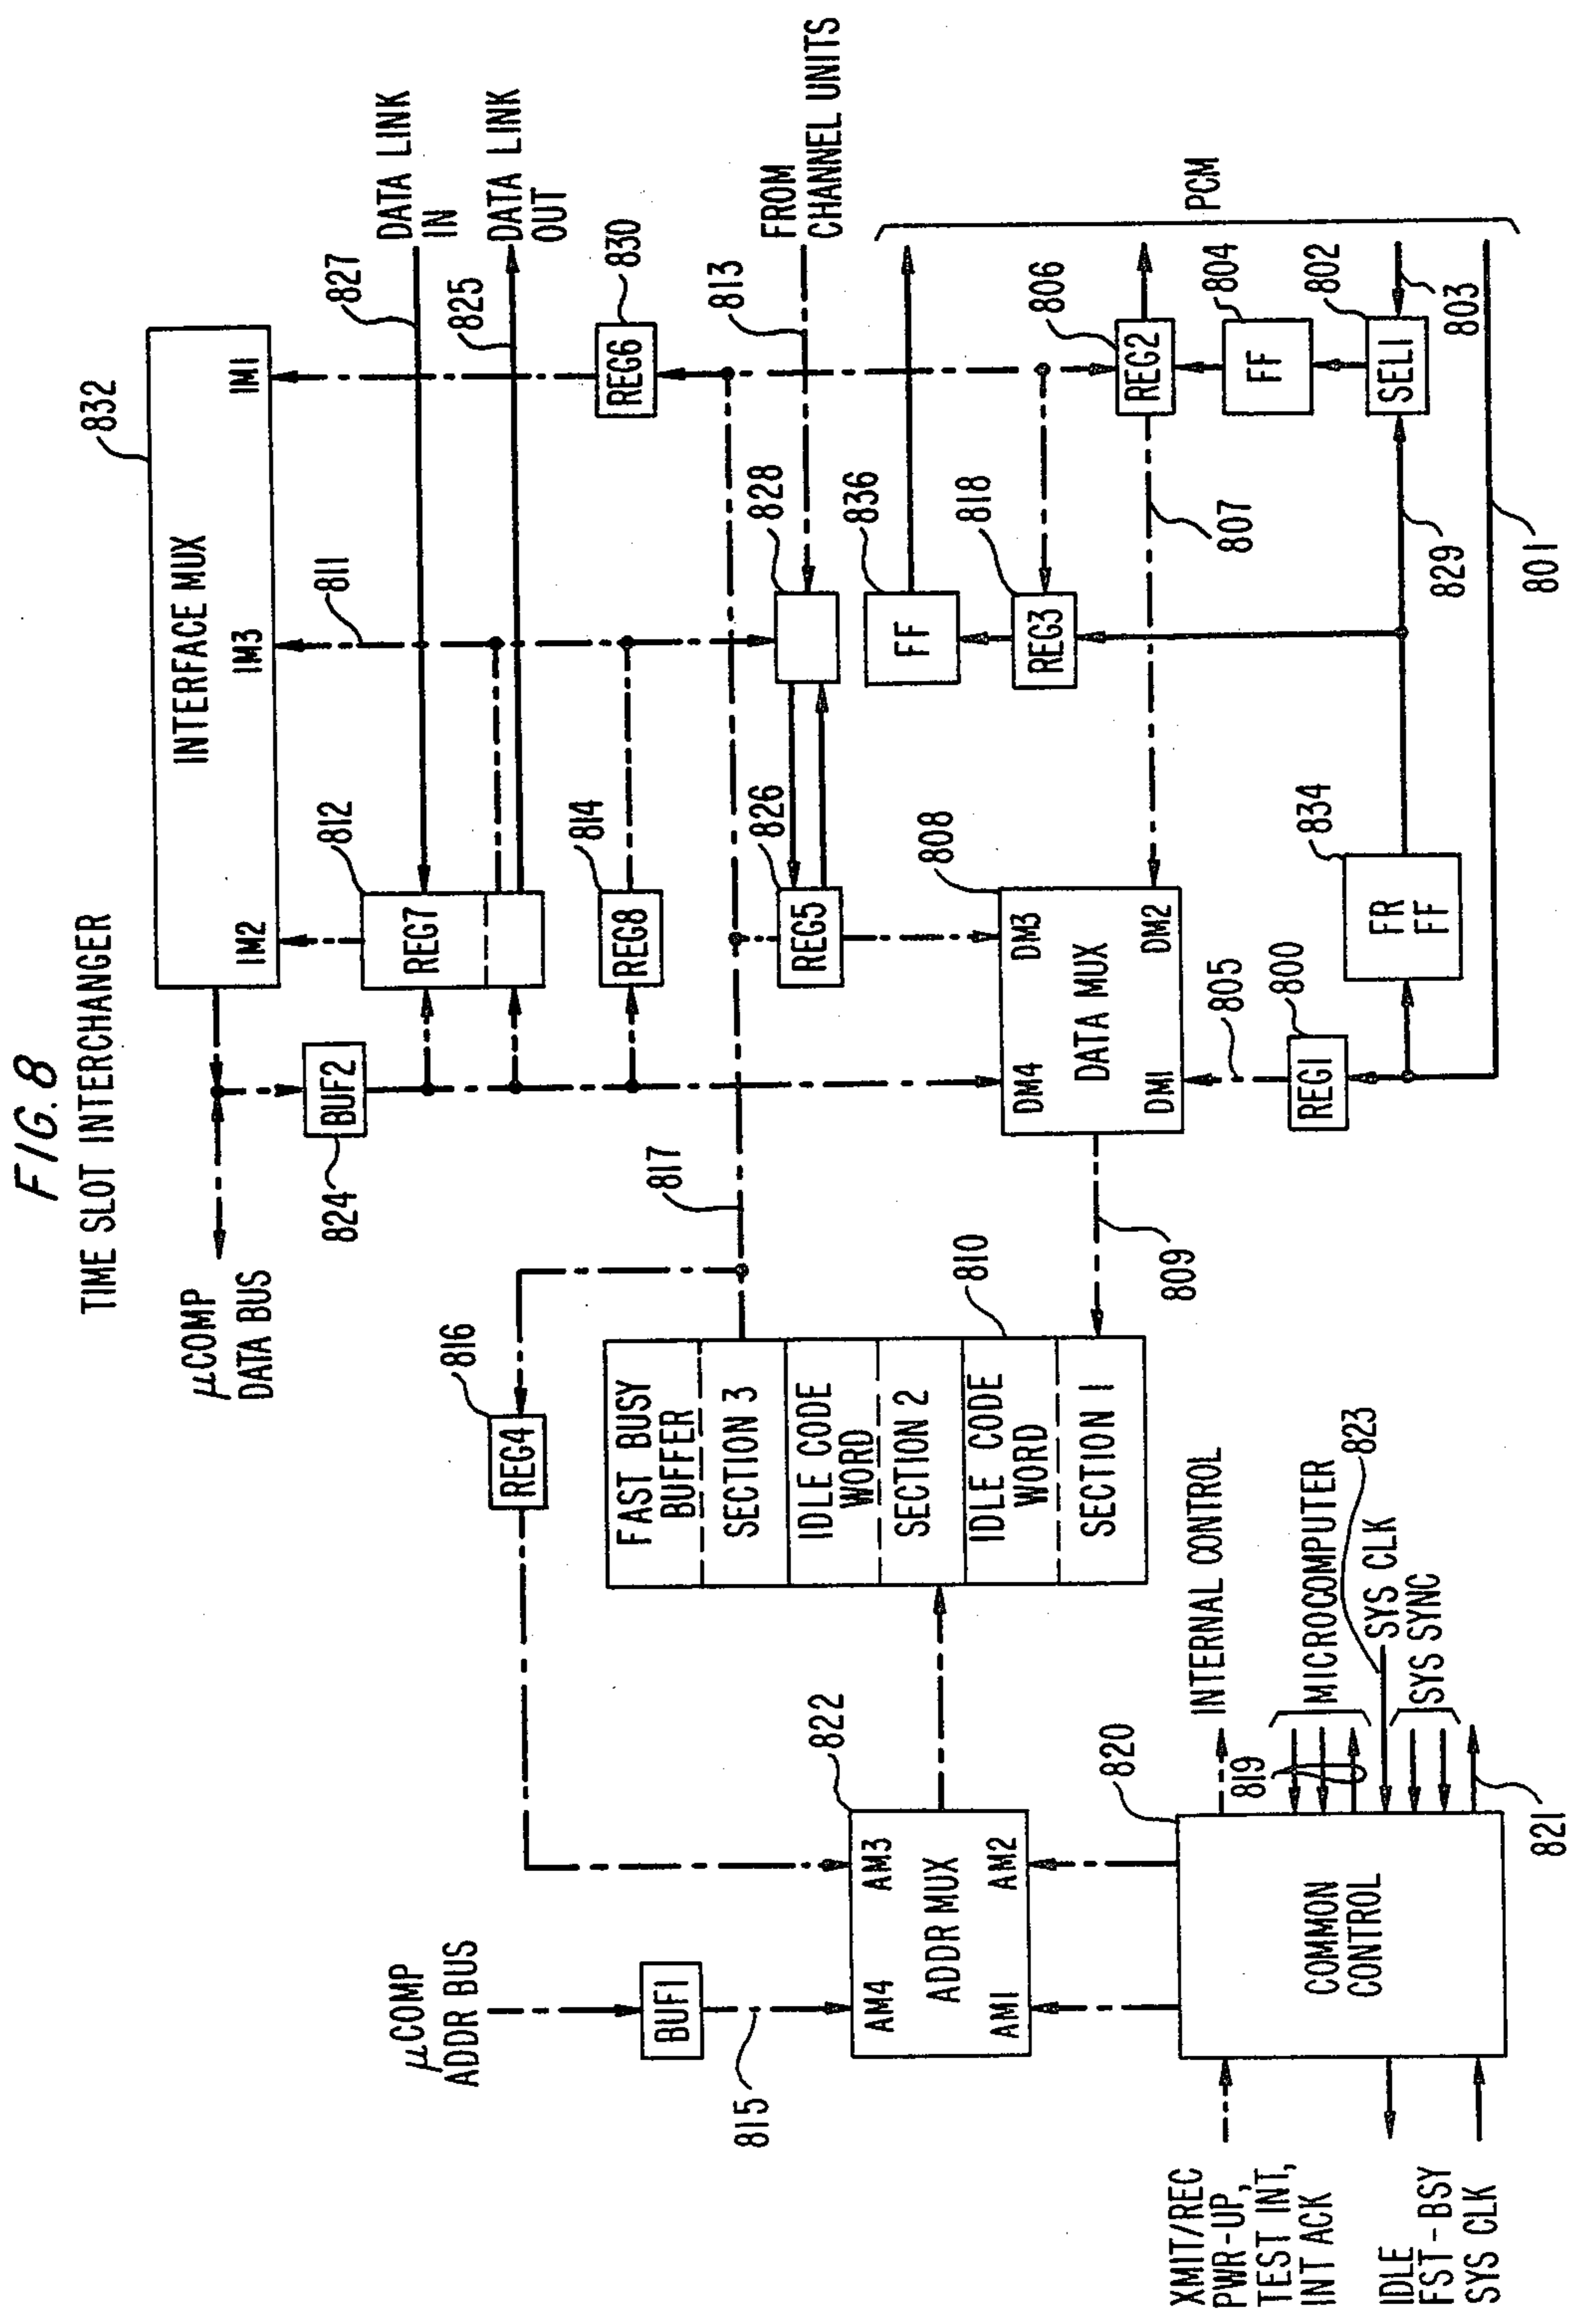 FIG. 8
TIME SLOT INTERCHANGER
μCOMP
DATA BUS
832
INTERFACE MUX
IM2
IM3
IM1
811
827
DATA LINK
IN
825
DATA LINK
OUT
BUF2
824
812
REG7
814
REG8
REG6
830
μCOMP
ADDR BUS
BUF1
815
REG4
816
817
826
REG5
828
813
FROM
CHANNEL UNITS
822
AM4
AM3
ADDR MUX
AM1
AM2
FAST BUSY
BUFFER
SECTION 3
IDLE CODE
WORD
SECTION 2
IDLE CODE
WORD
SECTION 1
810
809
808
DM4
DM3
DATA MUX
DM1
DM2
836
FF
818
REG3
807
806
REG2
804
FF
802
SEL1
803
PCM
805
800
REG1
834
FR
FF
829
801
XMIT/REC
PWR-UP,
TEST INT,
INT ACK
IDLE
FST-BSY
SYS CLK
820
COMMON
CONTROL
INTERNAL CONTROL
819
MICROCOMPUTER
823
SYS CLK
SYS SYNC
821